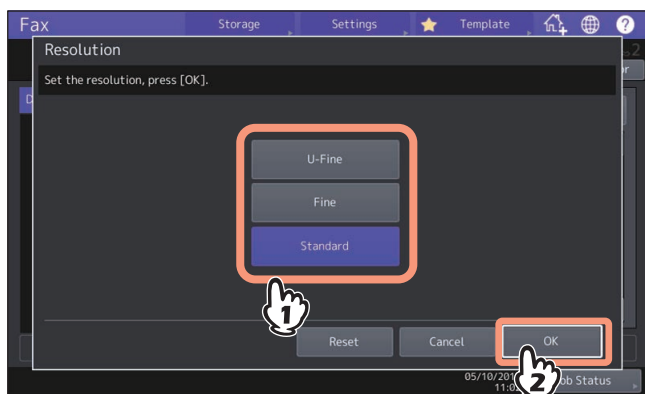 Fax Storage Settings Template ?
Resolution 2
Set the resolution, press [OK].
U-Fine
Fine
Standard
1
Reset Cancel OK
05/10/201
11:0
2
Job Status